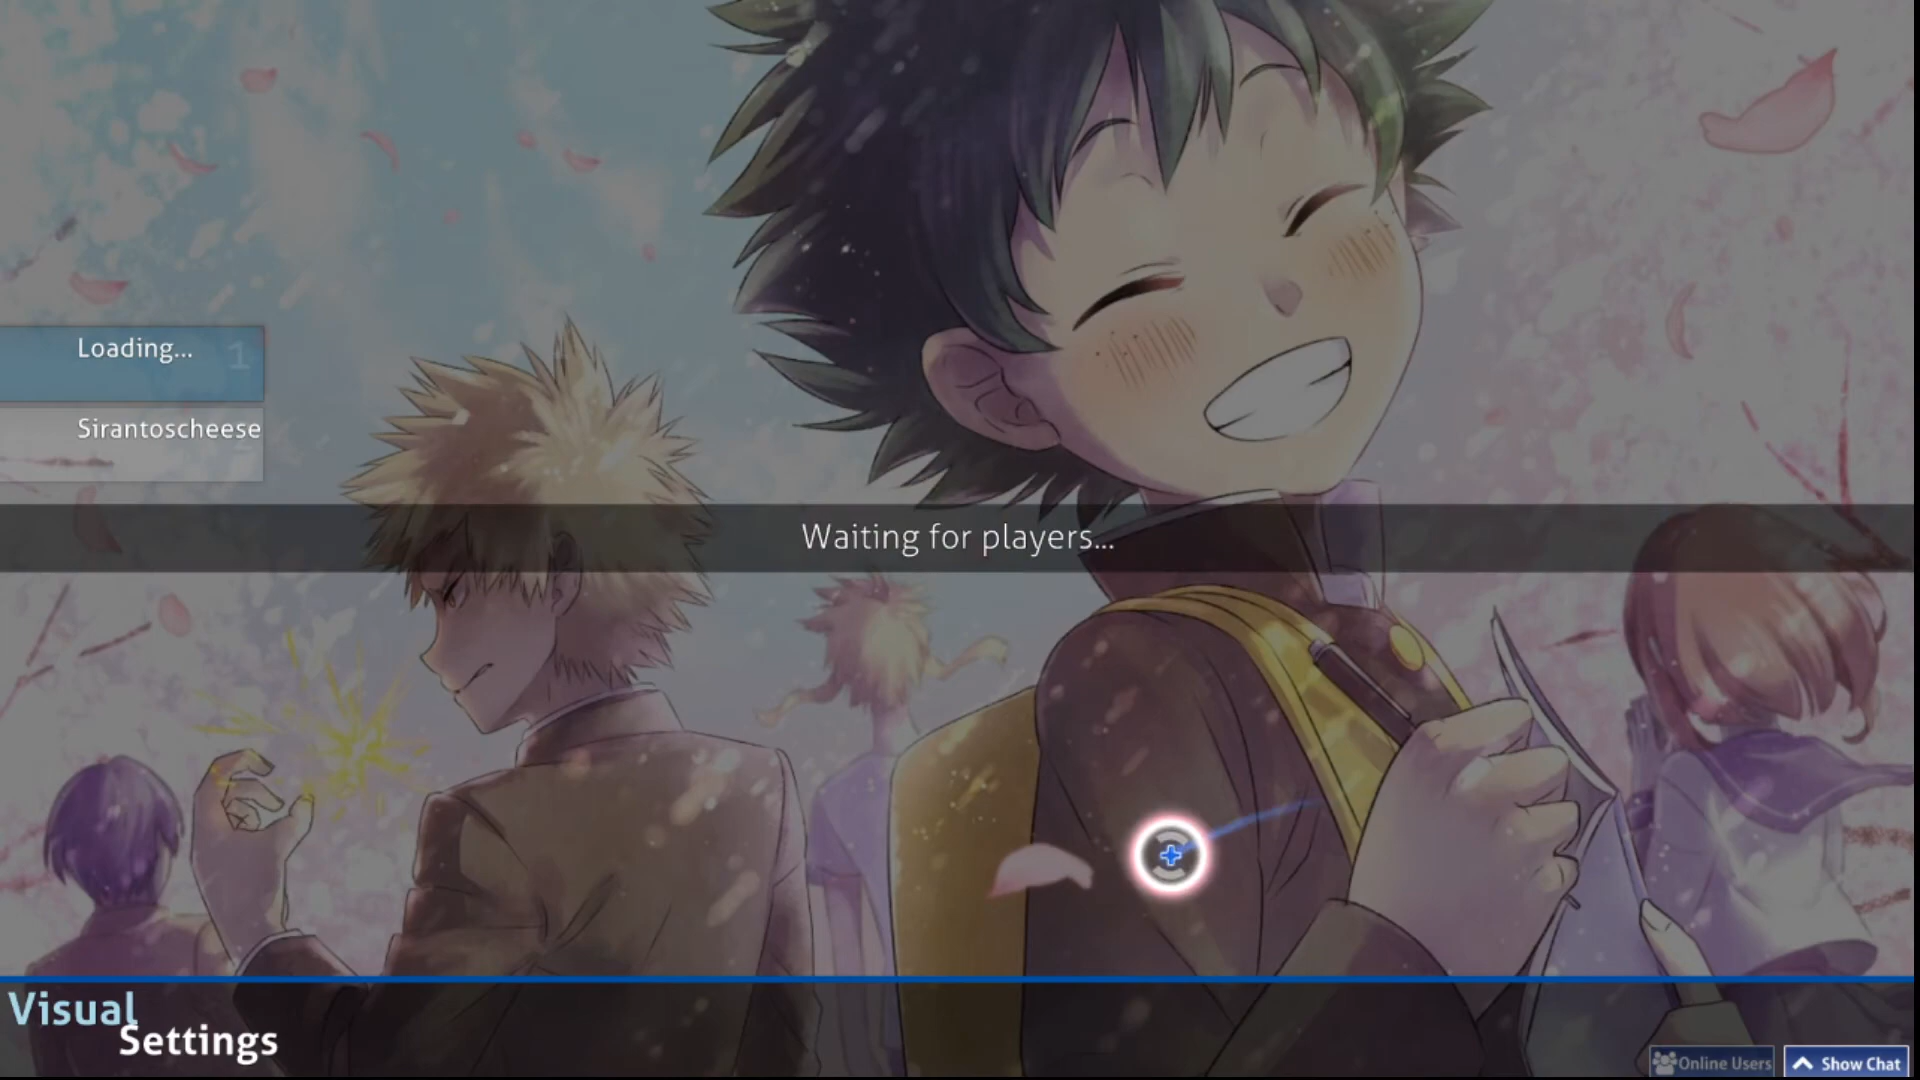 Loading...
1
Sirantoscheese
Waiting for players...
Visual
Settings
Online Users
Show Chat